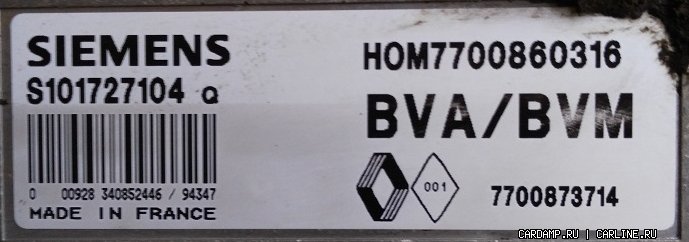 SIEMENS
S101727104 Q
0 00928 340852446 / 94347
MADE IN FRANCE
HOM7700860316
BVA/BVM
001
7700873714
CARDAMP.RU | CARLINE.RU